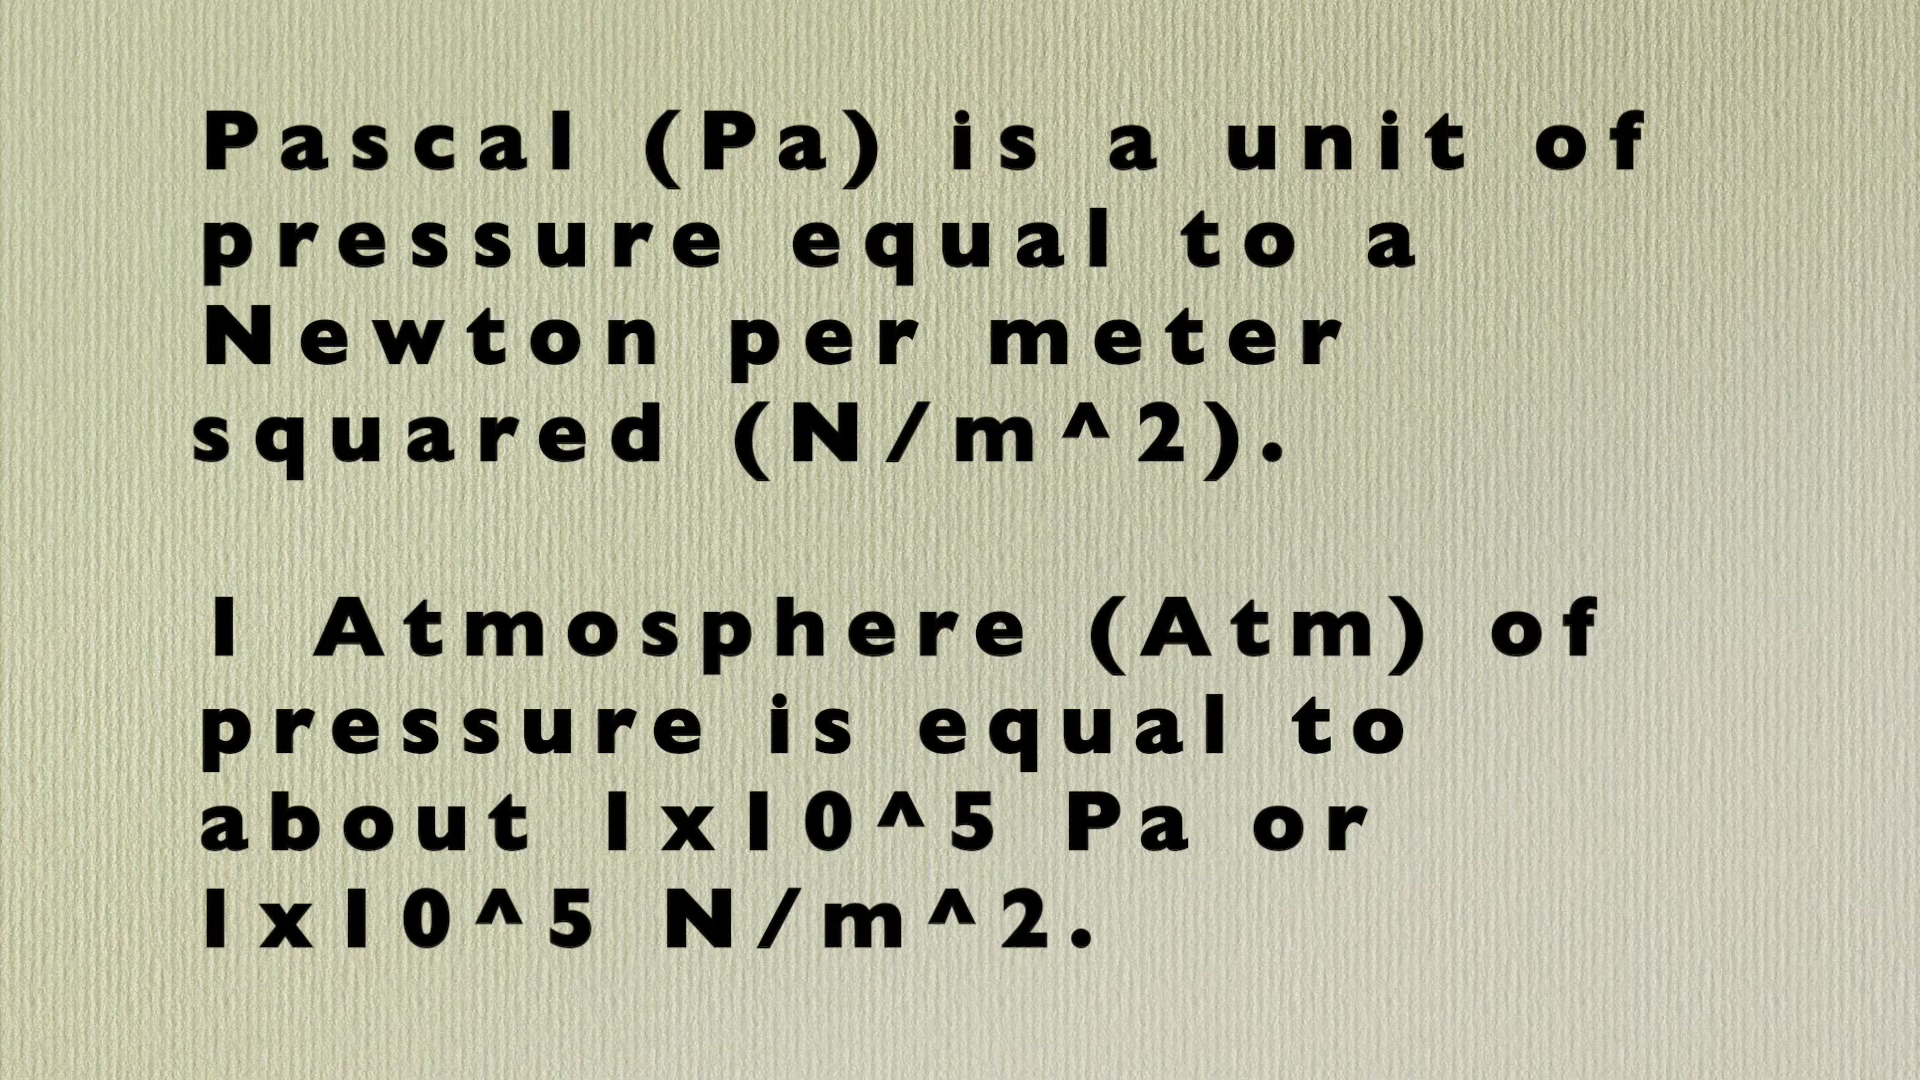 Pascal (Pa) is a unit of
pressure equal to a
Newton per meter
squared (N/m^2).
1 Atmosphere (Atm) of
pressure is equal to
about 1x10^5 Pa or
1x10^5 N/m^2.